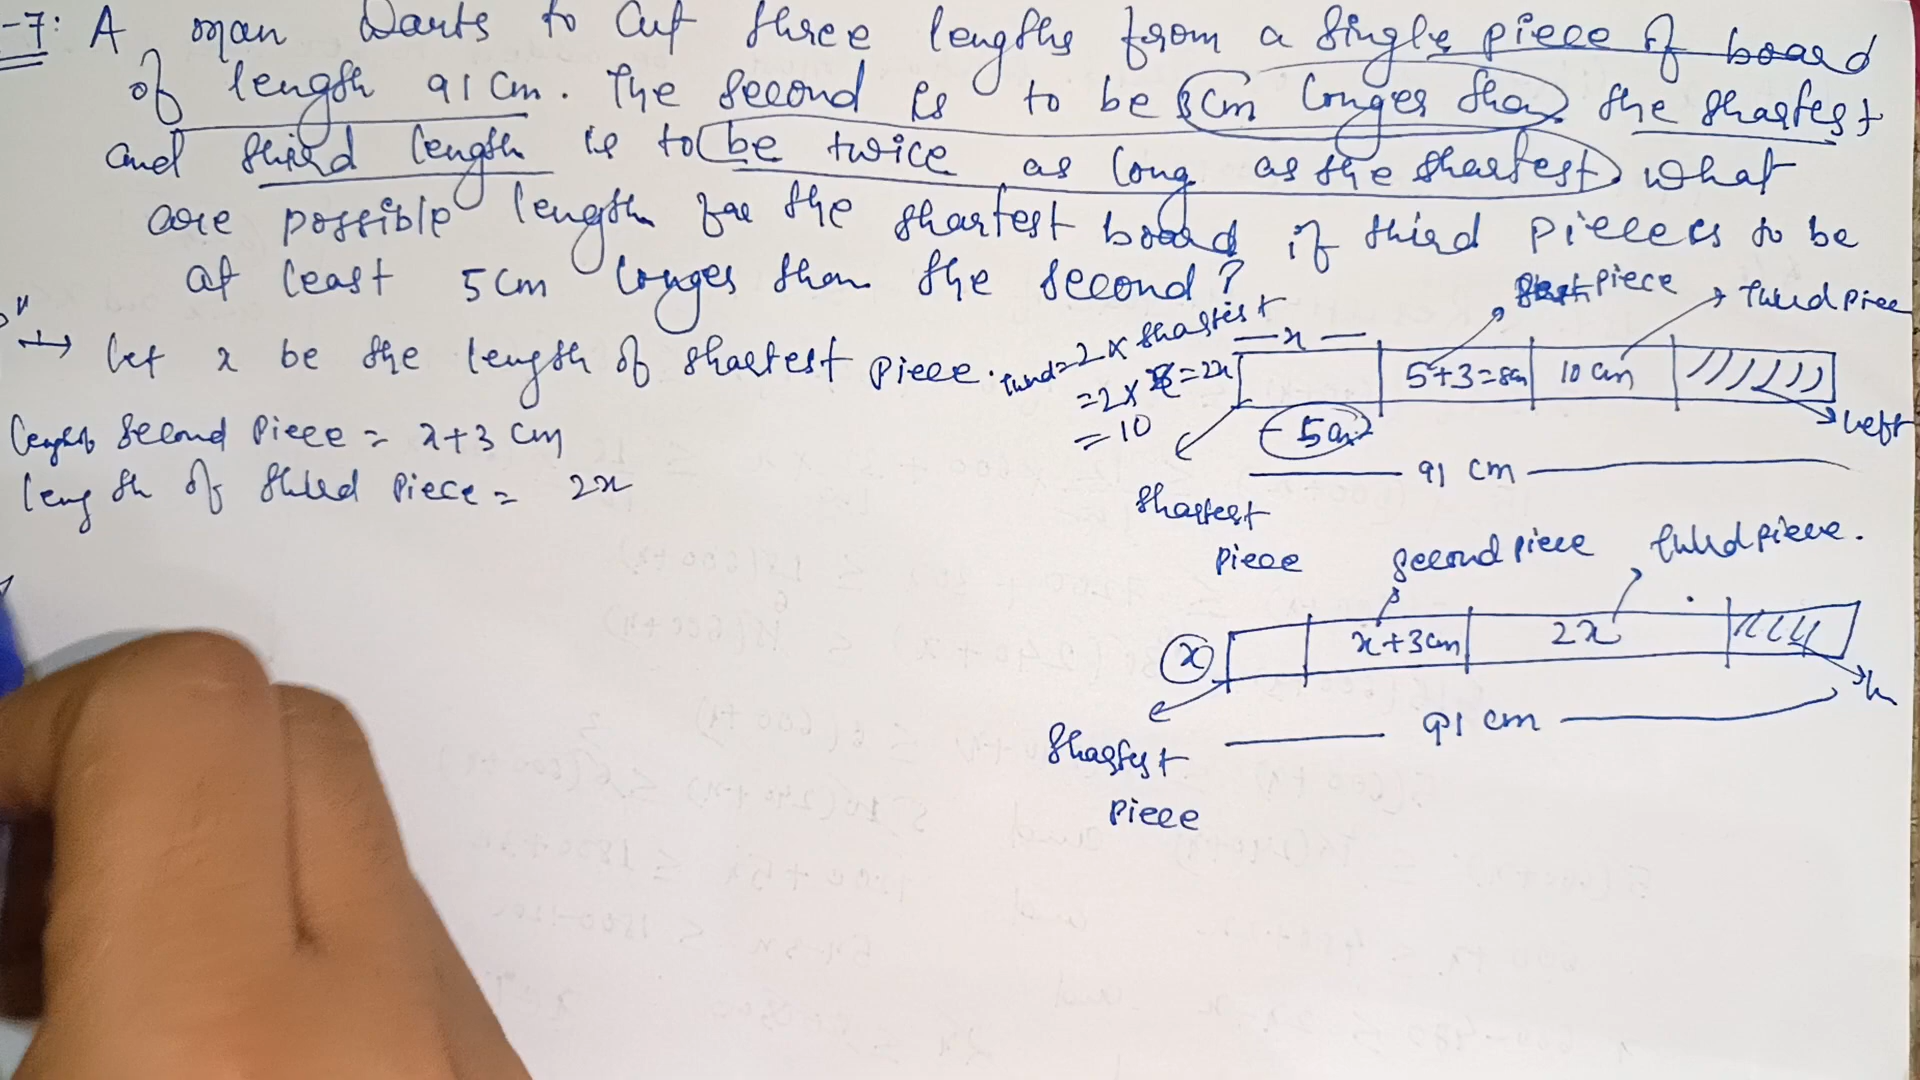 -7: A man wants to cut three lengths from a single piece of board
of length 91 cm. The second is to be 3cm longer than the shortest
and third length is to be twice as long as the shortest. What
are possible length for the shortest board if third piece is to be
at least 5cm longer than the second?
let x be the length of shortest piece.
length of second piece = x+3 cm
length of third piece = 2x
third = 2 x shortest
= 2x = 2x
= 10
piece
third piece
x
5+3=8cm
10 cm
5cm
left
91 cm
shortest
piece
second piece
third piece.
x
x+3cm
2x
91 cm
shortest
piece